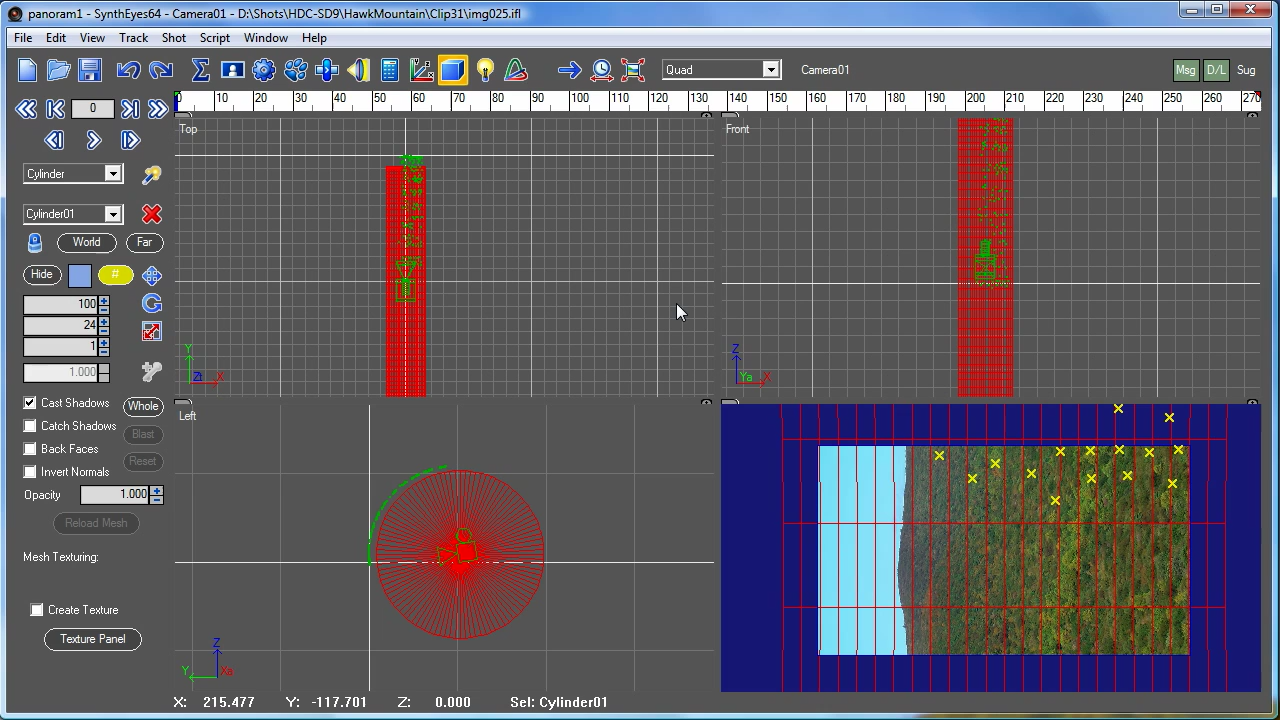 panoram1 - SynthEyes64 - Camera01 - D:\Shots\HDC-SD9\HawkMountain\Clip31\img025.ifl
File Edit View Track Shot Script Window Help
Quad Camera01 Msg D/L Sug
0 0 10 20 30 40 50 60 70 80 90 100 110 120 130 140 150 160 170 180 190 200 210 220 230 240 250 260 270
Top Front
Cylinder
Cylinder01
World Far
Hide #
100
24
1
1.000
Y Zt X
Z Ya X
Cast Shadows Whole
Catch Shadows Blast
Back Faces Reset
Invert Normals
Opacity 1.000
Reload Mesh
Mesh Texturing:
Create Texture
Texture Panel
Left
Z Y Xa
X: 215.477 Y: -117.701 Z: 0.000 Sel: Cylinder01